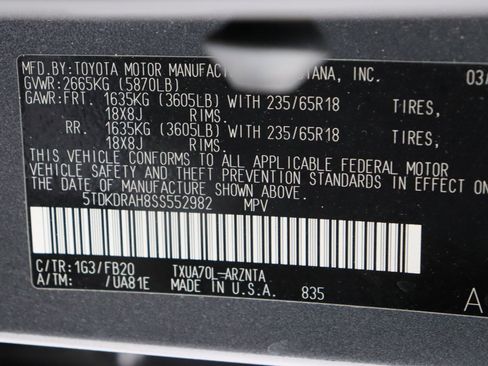 MFD.BY:TOYOTA MOTOR MANUFAC IANA, INC. 03/
GVWR:2665KG (5870LB)
GAWR:FRT. 1635KG (3605LB) WITH 235/65R18 TIRES,
18X8J RIMS.
RR. 1635KG (3605LB) WITH 235/65R18 TIRES,
18X8J RIMS.
THIS VEHICLE CONFORMS TO ALL APPLICABLE FEDERAL MOTOR
VEHICLE SAFETY AND THEFT PREVENTION STANDARDS IN EFFECT ON
THE DATE OF MANUFACTURE SHOWN ABOVE.
5TDKDRAH8SS552982 MPV
C/TR:1G3/FB20 TXUA70L-ARZNTA
A/TM: /UA81E MADE IN U.S.A. 835 A